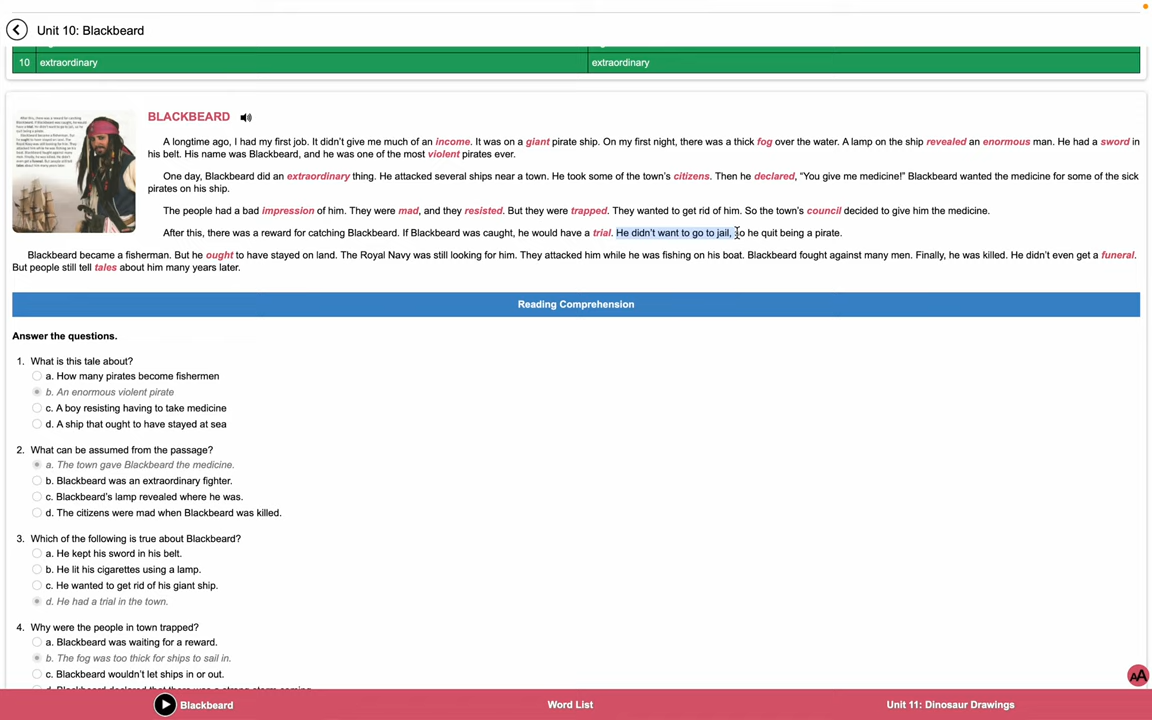 Unit 10: Blackbeard
10 extraordinary extraordinary
BLACKBEARD
A longtime ago, I had my first job. It didn't give me much of an income. It was on a giant pirate ship. On my first night, there was a thick fog over the water. A lamp on the ship revealed an enormous man. He had a sword in
his belt. His name was Blackbeard, and he was one of the most violent pirates ever.
One day, Blackbeard did an extraordinary thing. He attacked several ships near a town. He took some of the town's citizens. Then he declared, "You give me medicine!" Blackbeard wanted the medicine for some of the sick
pirates on his ship.
The people had a bad impression of him. They were mad, and they resisted. But they were trapped. They wanted to get rid of him. So the town's council decided to give him the medicine.
After this, there was a reward for catching Blackbeard. If Blackbeard was caught, he would have a trial. He didn't want to go to jail, so he quit being a pirate.
Blackbeard became a fisherman. But he ought to have stayed on land. The Royal Navy was still looking for him. They attacked him while he was fishing on his boat. Blackbeard fought against many men. Finally, he was killed. He didn't even get a funeral.
But people still tell tales about him many years later.
Reading Comprehension
Answer the questions.
1. What is this tale about?
a. How many pirates become fishermen
b. An enormous violent pirate
c. A boy resisting having to take medicine
d. A ship that ought to have stayed at sea
2. What can be assumed from the passage?
a. The town gave Blackbeard the medicine.
b. Blackbeard was an extraordinary fighter.
c. Blackbeard's lamp revealed where he was.
d. The citizens were mad when Blackbeard was killed.
3. Which of the following is true about Blackbeard?
a. He kept his sword in his belt.
b. He lit his cigarettes using a lamp.
c. He wanted to get rid of his giant ship.
d. He had a trial in the town.
4. Why were the people in town trapped?
a. Blackbeard was waiting for a reward.
b. The fog was too thick for ships to sail in.
c. Blackbeard wouldn't let ships in or out.
AA
Blackbeard Word List Unit 11: Dinosaur Drawings